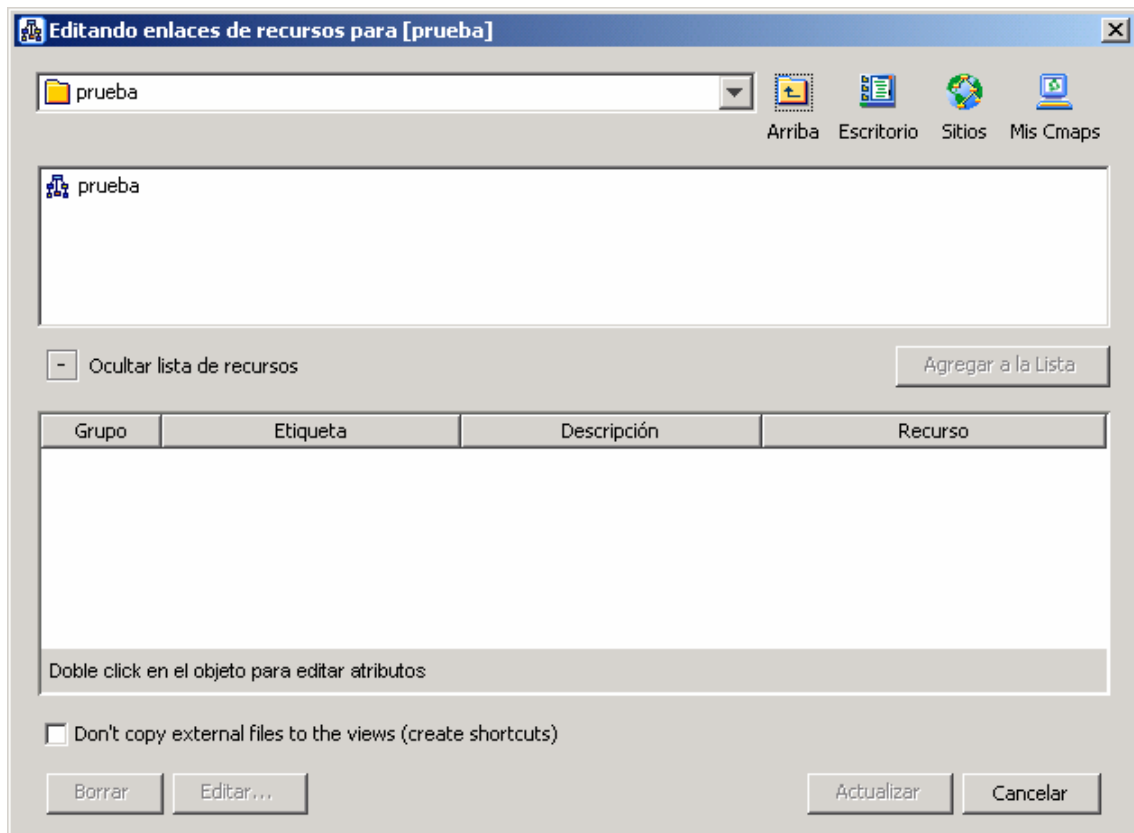 Editando enlaces de recursos para [prueba]
prueba
Arriba Escritorio Sitios Mis Cmaps
prueba
- Ocultar lista de recursos Agregar a la Lista
Grupo Etiqueta Descripción Recurso
Doble click en el objeto para editar atributos
Don't copy external files to the views (create shortcuts)
Borrar Editar... Actualizar Cancelar